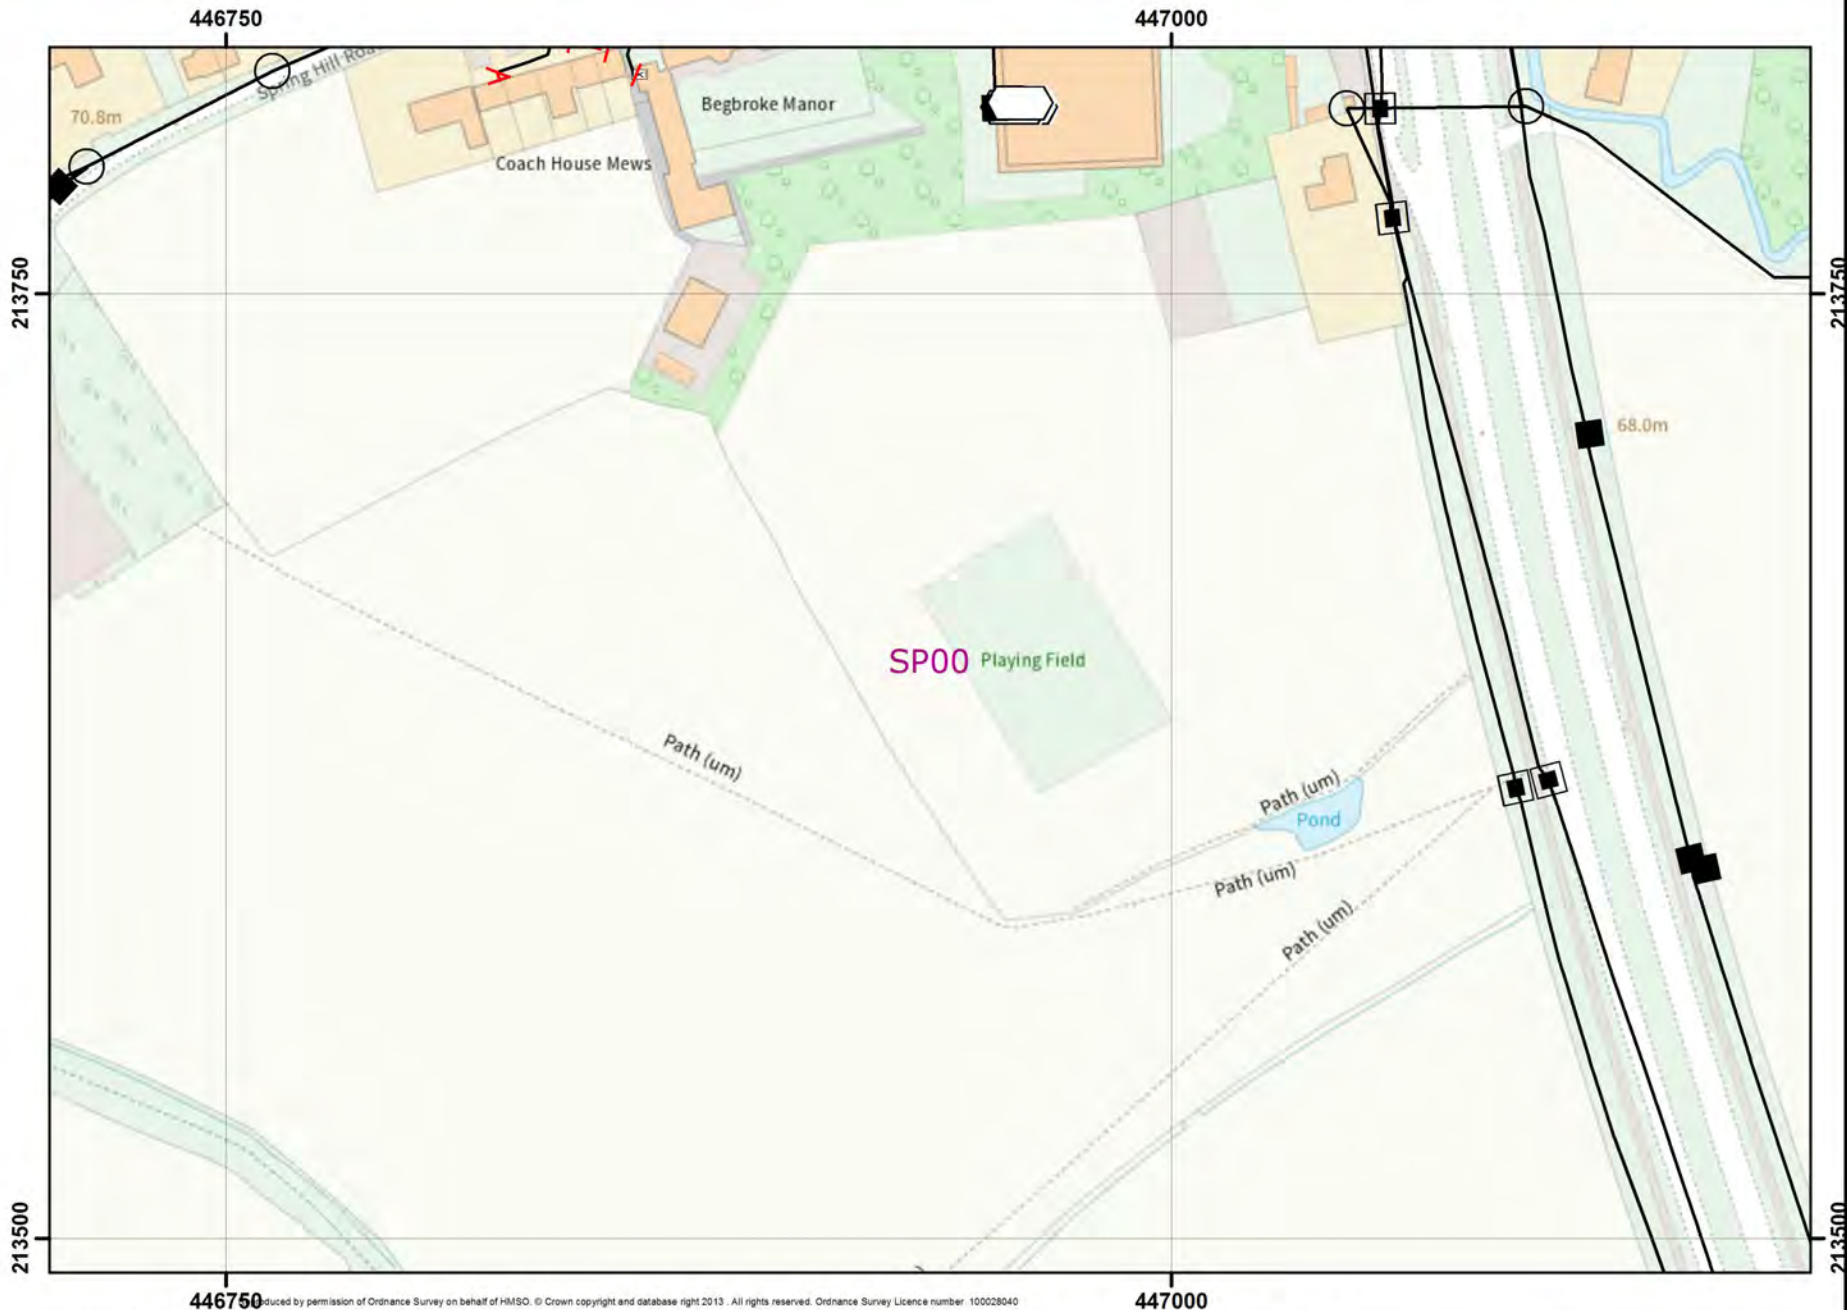 446750
447000
Spring Hill Roa
70.8m
Begbroke Manor
Coach House Mews
213750
213750
68.0m
SP00
Playing Field
Path (um)
Path (um)
Pond
Path (um)
Path (um)
213500
213500
446750
447000
oduced by permission of Ordnance Survey on behalf of HMSO. © Crown copyright and database right 2013 . All rights reserved. Ordnance Survey Licence number 100028040